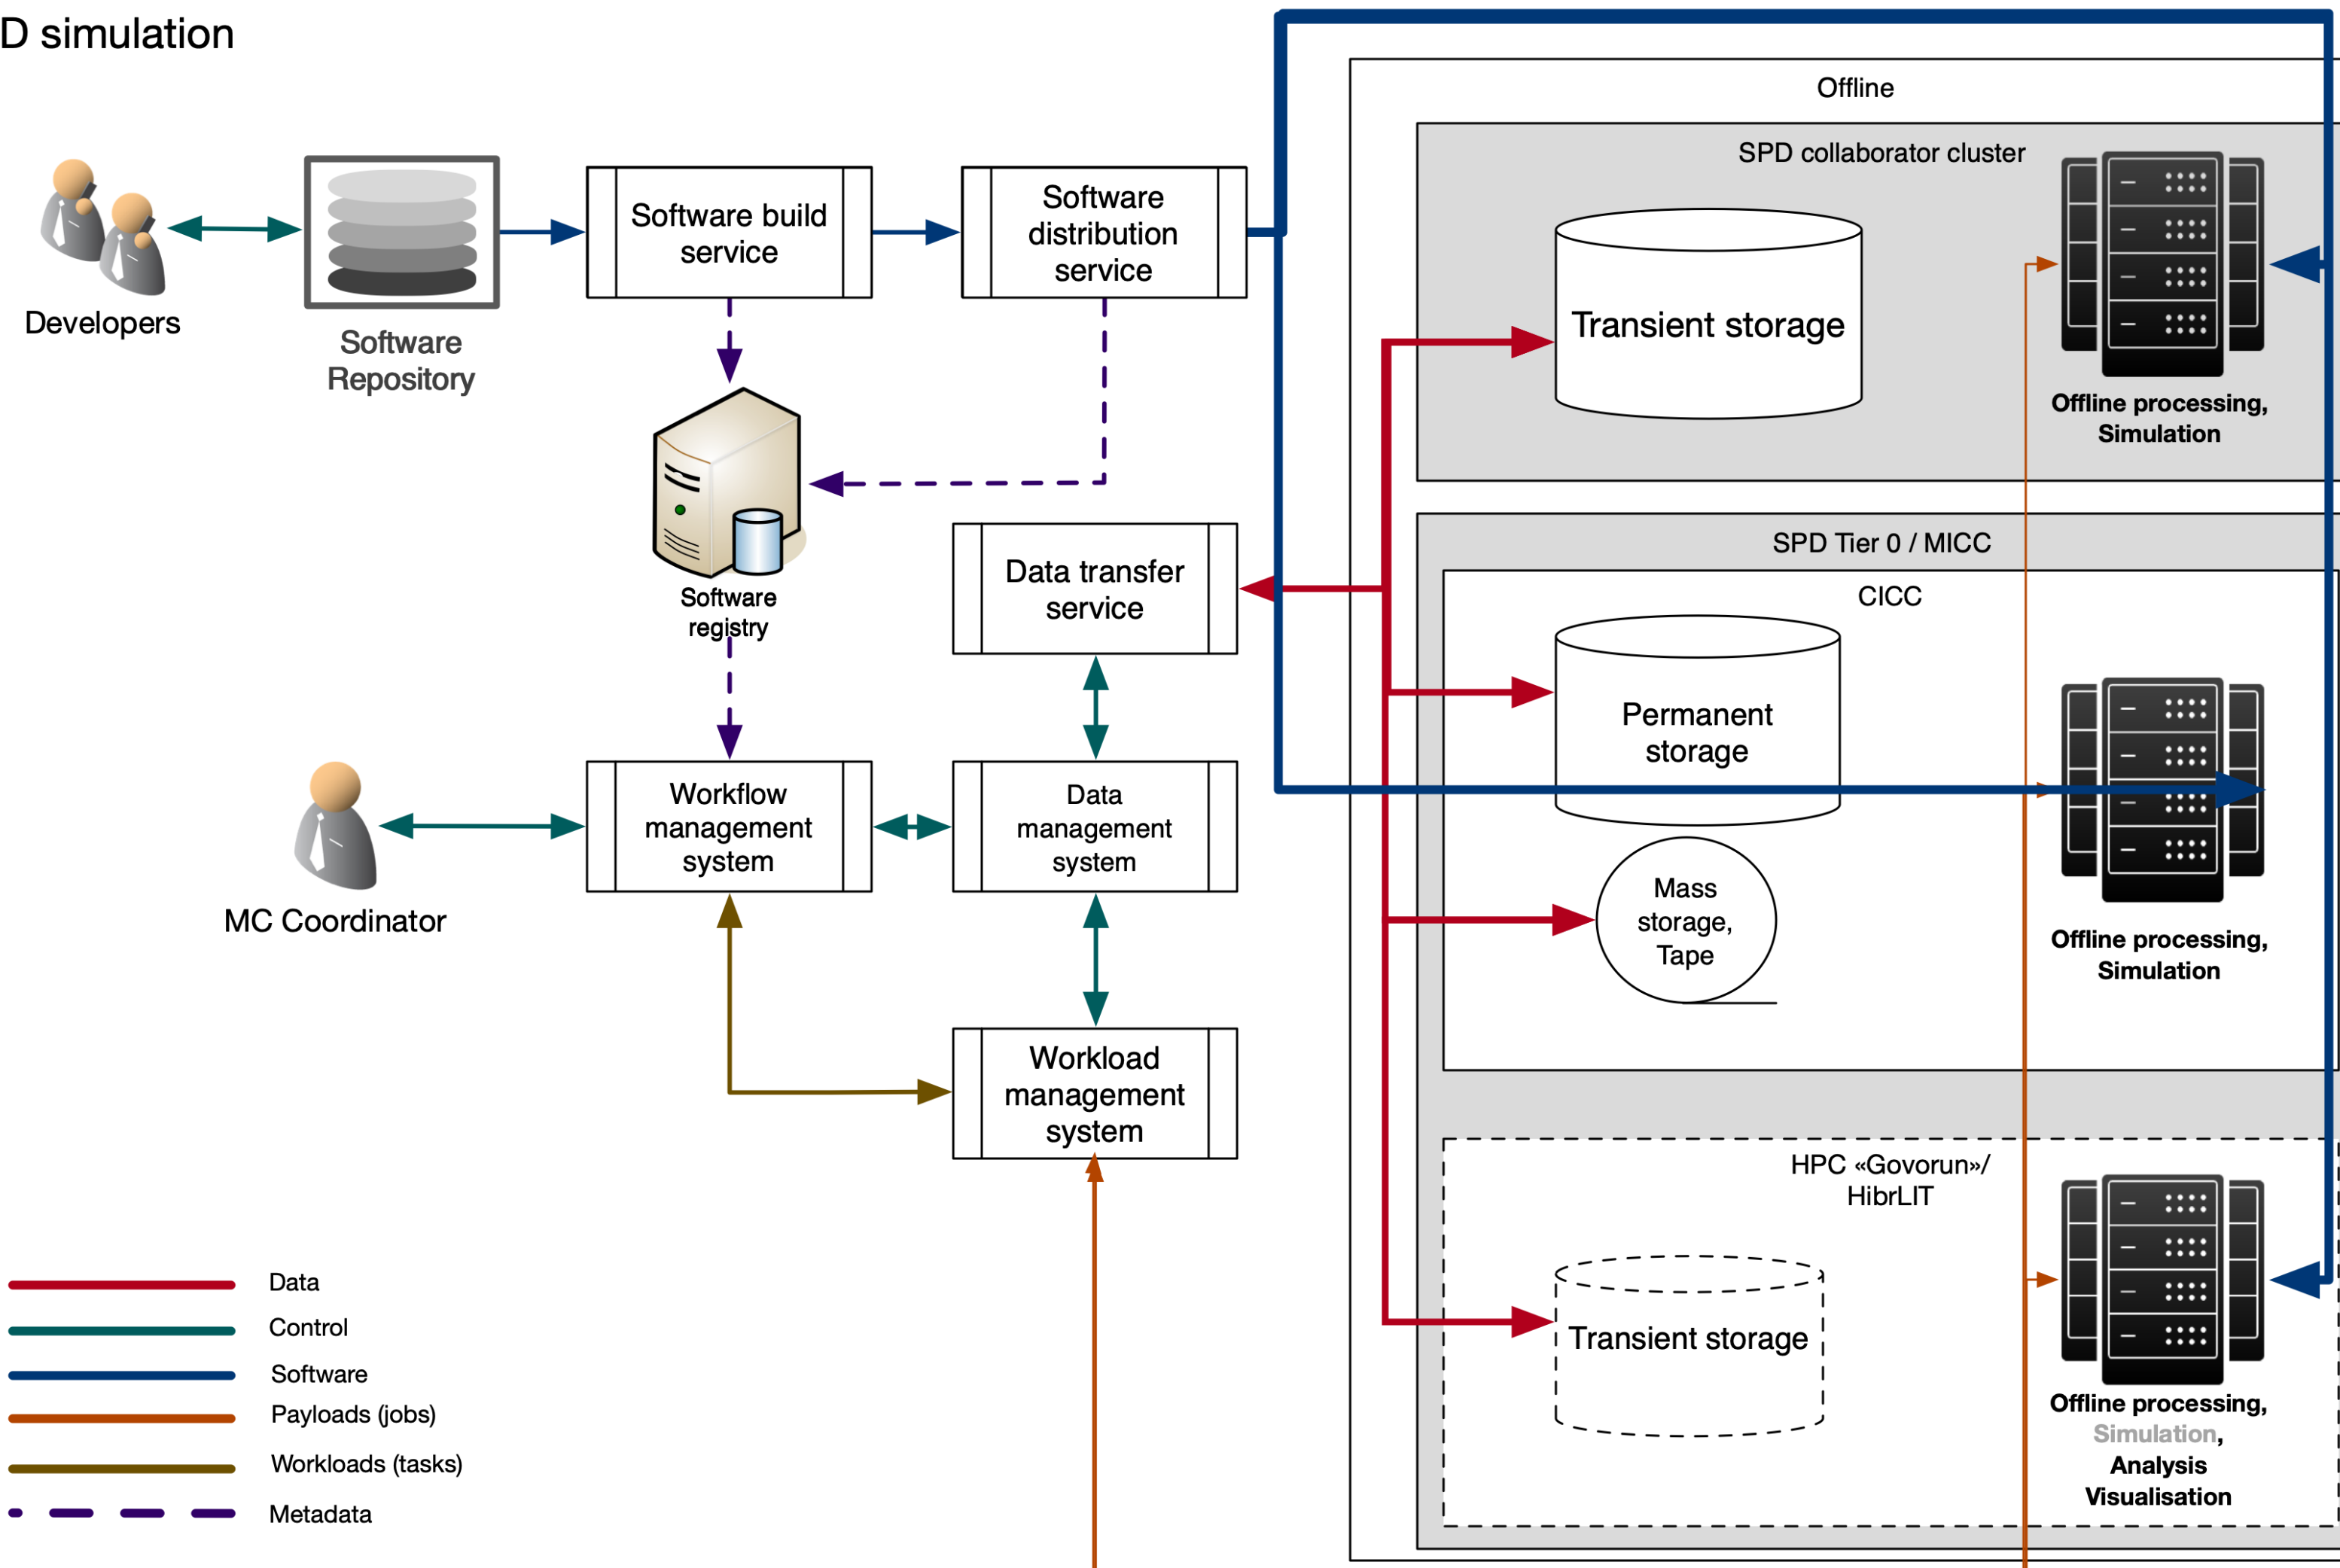 D simulation
Offline
SPD collaborator cluster
Software build
service
Software
distribution
service
Developers
Software
Repository
Transient storage
Offline processing,
Simulation
SPD Tier 0 / MICC
Data transfer
service
CICC
Software
registry
Permanent
storage
Workflow
management
system
Data
management
system
MC Coordinator
Mass
storage,
Tape
Offline processing,
Simulation
Workload
management
system
HPC «Govorun»/
HibrLIT
Transient storage
Offline processing,
Simulation,
Analysis
Visualisation
Data
Control
Software
Payloads (jobs)
Workloads (tasks)
Metadata